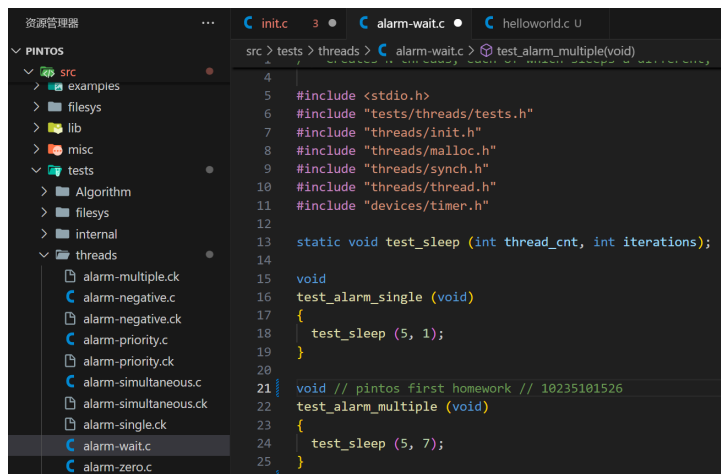 资源管理器 ···
PINTOS
src
examples
filesys
lib
misc
tests
Algorithm
filesys
internal
threads
alarm-multiple.ck
C alarm-negative.c
alarm-negative.ck
C alarm-priority.c
alarm-priority.ck
C alarm-simultaneous.c
alarm-simultaneous.ck
alarm-single.ck
C alarm-wait.c
C alarm-zero.c
C init.c 3 ● C alarm-wait.c ● C helloworld.c U
src > tests > threads > C alarm-wait.c > test_alarm_multiple(void)
4
5 #include <stdio.h>
6 #include "tests/threads/tests.h"
7 #include "threads/init.h"
8 #include "threads/malloc.h"
9 #include "threads/synch.h"
10 #include "threads/thread.h"
11 #include "devices/timer.h"
12
13 static void test_sleep (int thread_cnt, int iterations);
14
15 void
16 test_alarm_single (void)
17 {
18 test_sleep (5, 1);
19 }
20
21 void // pintos first homework // 10235101526
22 test_alarm_multiple (void)
23 {
24 test_sleep (5, 7);
25 }